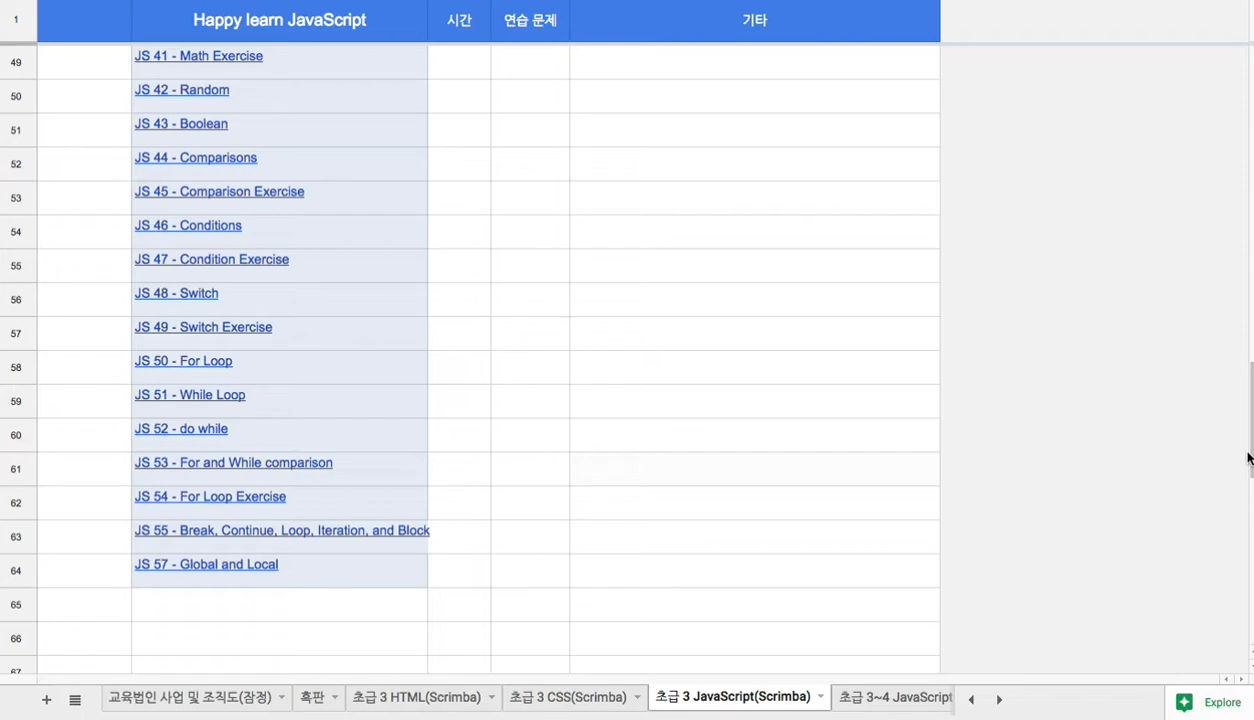 1 Happy learn JavaScript 시간 연습 문제 기타
49 JS 41 - Math Exercise
50 JS 42 - Random
51 JS 43 - Boolean
52 JS 44 - Comparisons
53 JS 45 - Comparison Exercise
54 JS 46 - Conditions
55 JS 47 - Condition Exercise
56 JS 48 - Switch
57 JS 49 - Switch Exercise
58 JS 50 - For Loop
59 JS 51 - While Loop
60 JS 52 - do while
61 JS 53 - For and While comparison
62 JS 54 - For Loop Exercise
63 JS 55 - Break, Continue, Loop, Iteration, and Block
64 JS 57 - Global and Local
65
66
67
교육법인 사업 및 조직도(잠정) 흑판 초급 3 HTML(Scrimba) 초급 3 CSS(Scrimba) 초급 3 JavaScript(Scrimba) 초급 3~4 JavaScript Explore